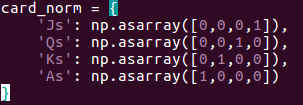 card_norm = {
    'Js': np.asarray([0,0,0,1]),
    'Qs': np.asarray([0,0,1,0]),
    'Ks': np.asarray([0,1,0,0]),
    'As': np.asarray([1,0,0,0])
}